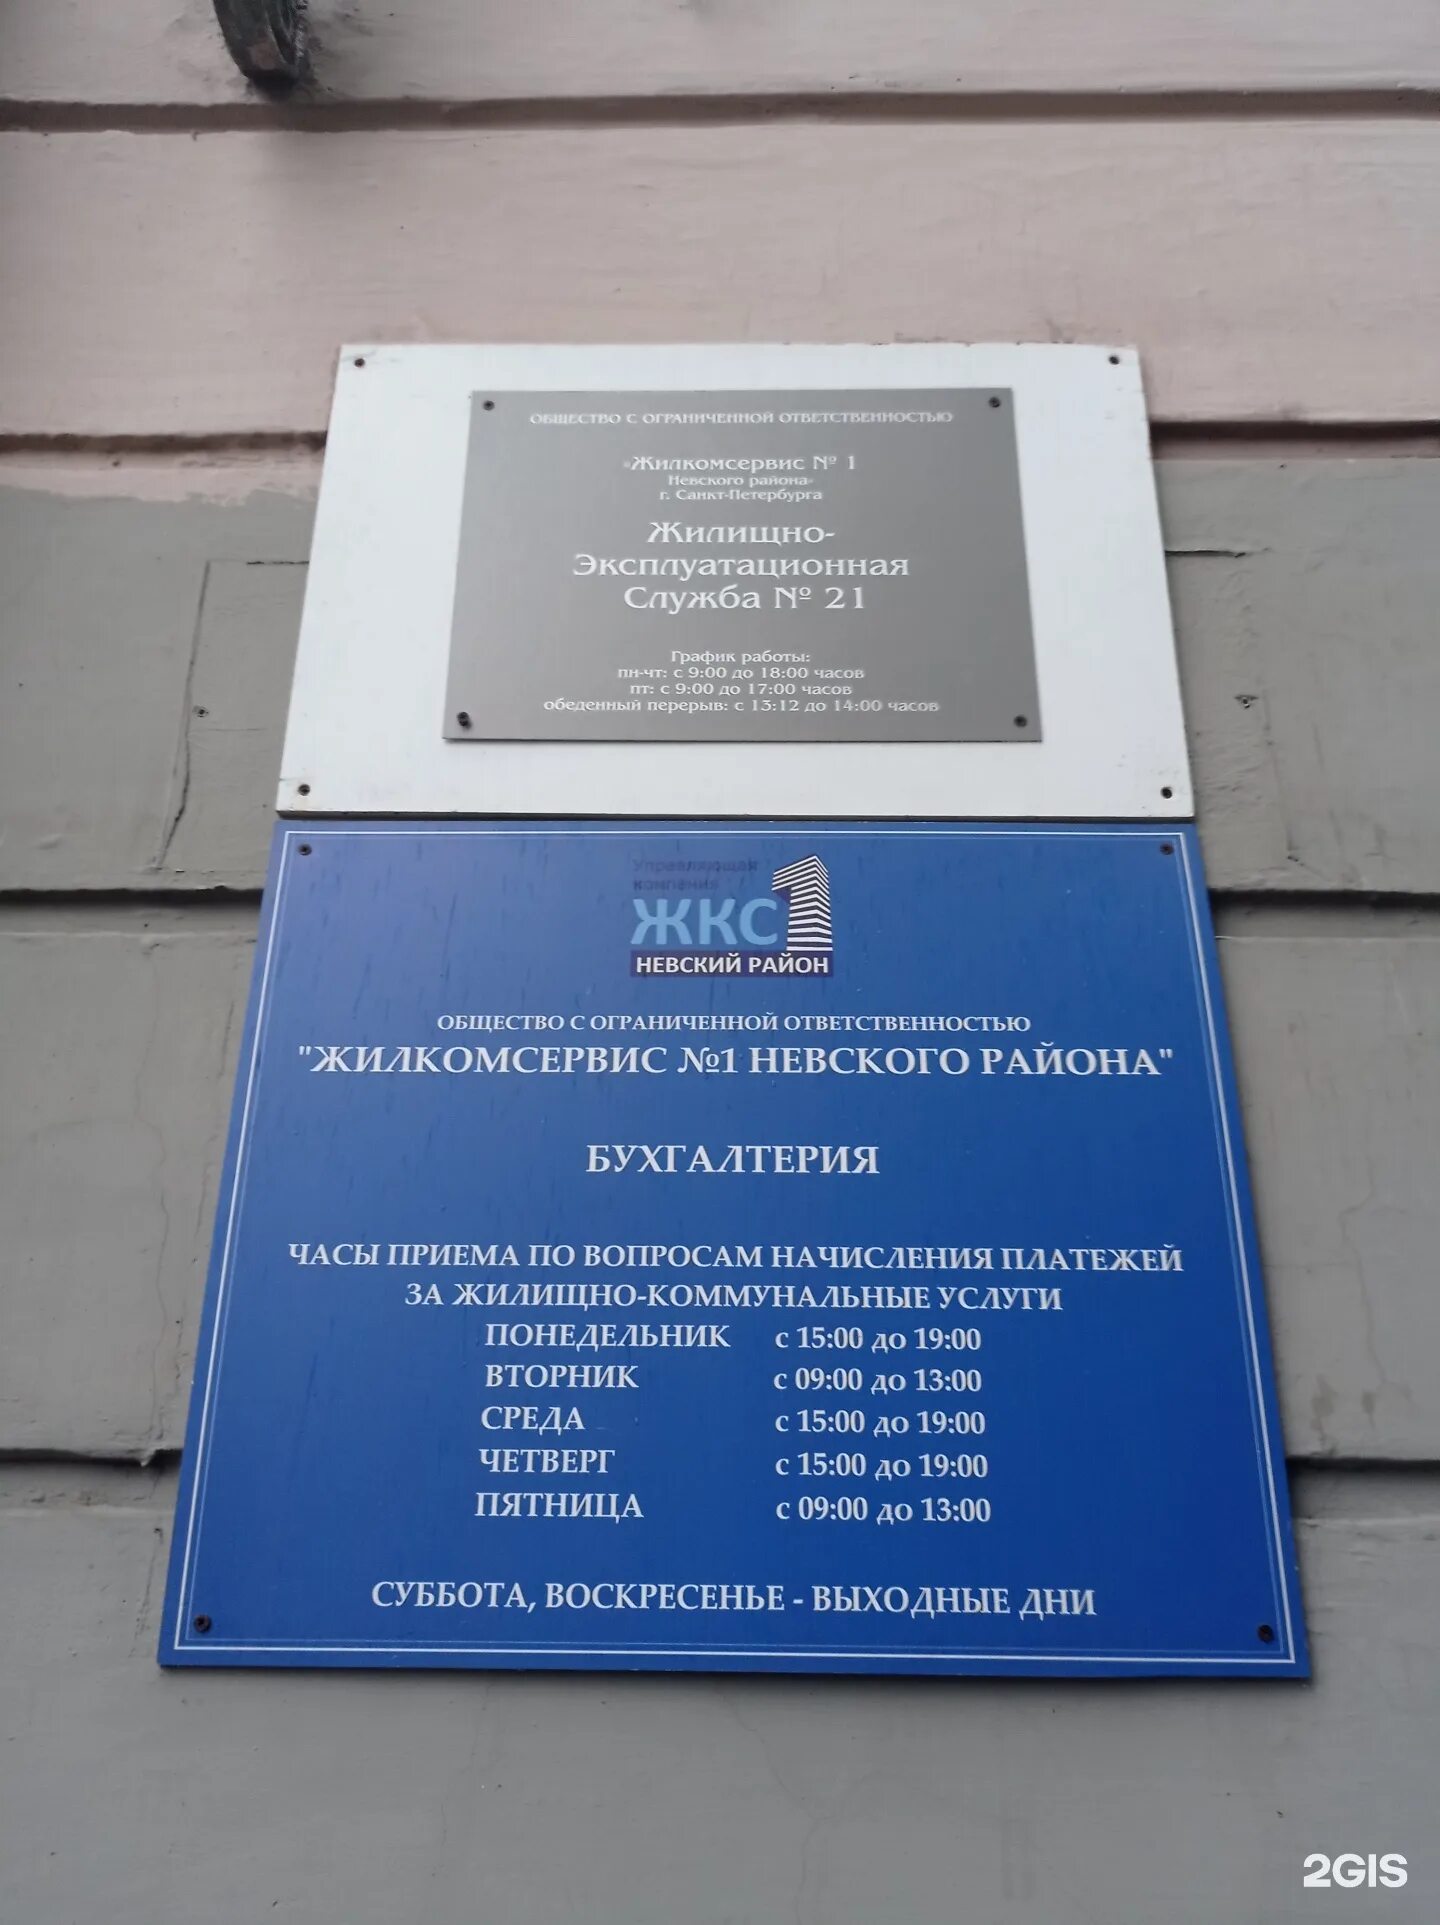 ОБЩЕСТВО С ОГРАНИЧЕННОЙ ОТВЕТСТВЕННОСТЬЮ
«Жилкомсервис № 1
Невского района»
г. Санкт-Петербурга
Жилищно-
Эксплуатационная
Служба № 21
График работы:
пн-чт: с 9:00 до 18:00 часов
пт: с 9:00 до 17:00 часов
обеденный перерыв: с 13:12 до 14:00 часов
Управляющая
компания
ЖКС 1
НЕВСКИЙ РАЙОН
ОБЩЕСТВО С ОГРАНИЧЕННОЙ ОТВЕТСТВЕННОСТЬЮ
"ЖИЛКОМСЕРВИС №1 НЕВСКОГО РАЙОНА"
БУХГАЛТЕРИЯ
ЧАСЫ ПРИЕМА ПО ВОПРОСАМ НАЧИСЛЕНИЯ ПЛАТЕЖЕЙ
ЗА ЖИЛИЩНО-КОММУНАЛЬНЫЕ УСЛУГИ
ПОНЕДЕЛЬНИК с 15:00 до 19:00
ВТОРНИК с 09:00 до 13:00
СРЕДА с 15:00 до 19:00
ЧЕТВЕРГ с 15:00 до 19:00
ПЯТНИЦА с 09:00 до 13:00
СУББОТА, ВОСКРЕСЕНЬЕ - ВЫХОДНЫЕ ДНИ
2GIS